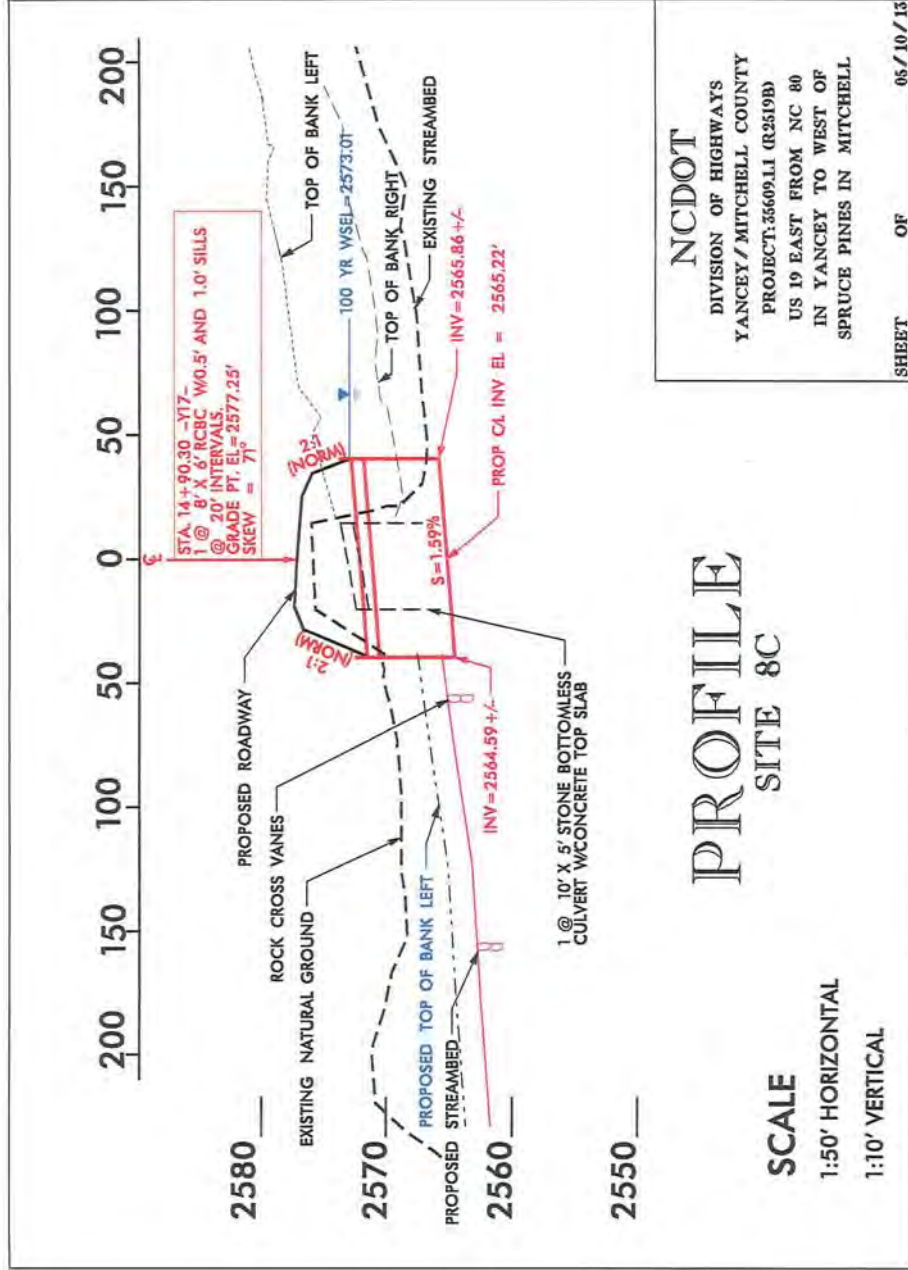 200
150
100
50
0
50
100
150
200
2580
2570
2560
2550
STA. 14+90.30 -Y17-
1 @ 8' X 6' RCBC W/0.5' AND 1.0' SILLS
@ 20' INTERVALS.
GRADE PT. EL = 2577.25'
SKEW = 71°
℄
PROPOSED ROADWAY
ROCK CROSS VANES
EXISTING NATURAL GROUND
PROPOSED TOP OF BANK LEFT
PROPOSED STREAMBED
2:1
(NORM)
2:1
(NORM)
TOP OF BANK LEFT
100 YR WSEL=2573.01
TOP OF BANK RIGHT
EXISTING STREAMBED
INV=2565.86+/-
PROP C/L INV EL = 2565.22'
S=1.59%
INV=2564.59+/-
1 @ 10' X 5' STONE BOTTOMLESS
CULVERT W/CONCRETE TOP SLAB
PROFILE
SITE 8C
SCALE
1:50' HORIZONTAL
1:10' VERTICAL
NCDOT
DIVISION OF HIGHWAYS
YANCEY/MITCHELL COUNTY
PROJECT:35609.1.1 (R2519B)
US 19 EAST FROM NC 80
IN YANCEY TO WEST OF
SPRUCE PINES IN MITCHELL
SHEET OF 05/10/13